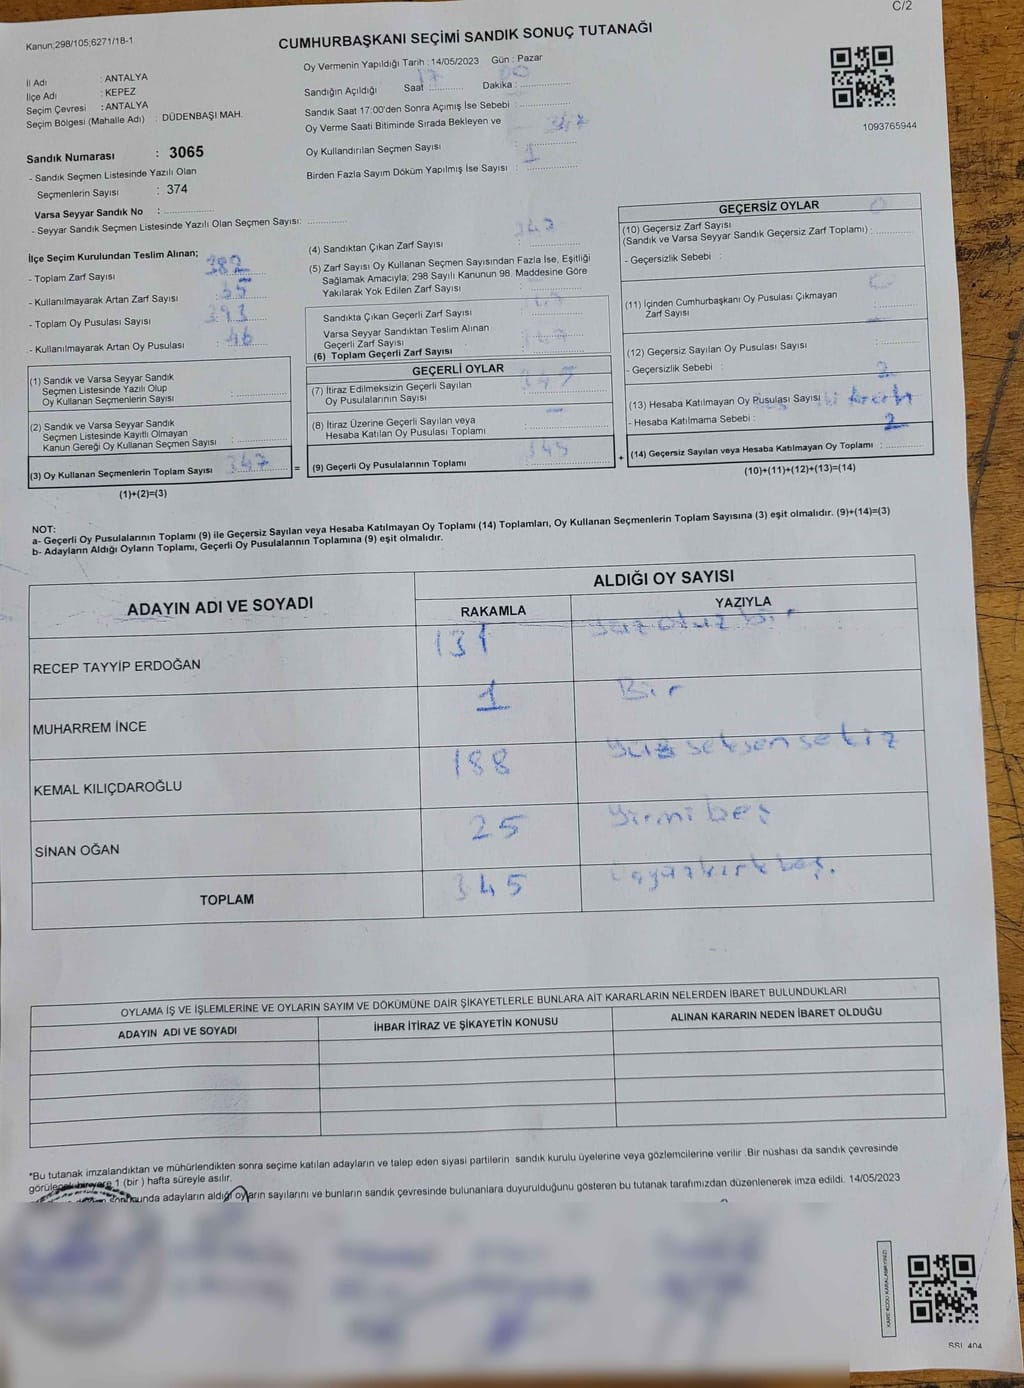 C/2
Kanun;298/105;6271/18-1
CUMHURBAŞKANI SEÇİMİ SANDIK SONUÇ TUTANAĞI
İl Adı : ANTALYA
İlçe Adı : KEPEZ
Seçim Çevresi : ANTALYA
Seçim Bölgesi (Mahalle Adı) : DÜDENBAŞI MAH.
Oy Vermenin Yapıldığı Tarih : 14/05/2023 Gün : Pazar
Sandığın Açıldığı Saat : 17 Dakika : 00
Sandık Saat 17:00'den Sonra Açımış İse Sebebi :
Oy Verme Saati Bitiminde Sırada Bekleyen ve
Oy Kullandırılan Seçmen Sayısı : 347
Birden Fazla Sayım Döküm Yapılmış İse Sayısı : 1
1093765944
Sandık Numarası : 3065
- Sandık Seçmen Listesinde Yazılı Olan
Seçmenlerin Sayısı : 374
Varsa Seyyar Sandık No :
- Seyyar Sandık Seçmen Listesinde Yazılı Olan Seçmen Sayısı:
İlçe Seçim Kurulundan Teslim Alınan;
- Toplam Zarf Sayısı : 382
- Kullanılmayarak Artan Zarf Sayısı : 35
- Toplam Oy Pusulası Sayısı : 393
- Kullanılmayarak Artan Oy Pusulası : 46
(1) Sandık ve Varsa Seyyar Sandık
Seçmen Listesinde Yazılı Olup
Oy Kullanan Seçmenlerin Sayısı :
(2) Sandık ve Varsa Seyyar Sandık
Seçmen Listesinde Kayıtlı Olmayan
Kanun Gereği Oy Kullanan Seçmen Sayısı :
(3) Oy Kullanan Seçmenlerin Toplam Sayısı : 347 =
(1)+(2)=(3)
(4) Sandıktan Çıkan Zarf Sayısı : 347
(5) Zarf Sayısı Oy Kullanan Seçmen Sayısından Fazla İse, Eşitliği
Sağlamak Amacıyla, 298 Sayılı Kanunun 98. Maddesine Göre
Yakılarak Yok Edilen Zarf Sayısı :
Sandıkta Çıkan Geçerli Zarf Sayısı : 347
Varsa Seyyar Sandıktan Teslim Alınan
Geçerli Zarf Sayısı :
(6) Toplam Geçerli Zarf Sayısı : 347
GEÇERLİ OYLAR
(7) İtiraz Edilmeksizin Geçerli Sayılan
Oy Pusulalarının Sayısı :
(8) İtiraz Üzerine Geçerli Sayılan veya
Hesaba Katılan Oy Pusulası Toplamı : -
(9) Geçerli Oy Pusulalarının Toplamı : 345 +
GEÇERSİZ OYLAR
(10) Geçersiz Zarf Sayısı
(Sandık ve Varsa Seyyar Sandık Geçersiz Zarf Toplamı) : 0
- Geçersizlik Sebebi :
(11) İçinden Cumhurbaşkanı Oy Pusulası Çıkmayan
Zarf Sayısı : 0
(12) Geçersiz Sayılan Oy Pusulası Sayısı : -
- Geçersizlik Sebebi :
(13) Hesaba Katılmayan Oy Pusulası Sayısı : 2
- Hesaba Katılmama Sebebi :
(14) Geçersiz Sayılan veya Hesaba Katılmayan Oy Toplamı : 2
(10)+(11)+(12)+(13)=(14)
NOT:
a- Geçerli Oy Pusulalarının Toplamı (9) ile Geçersiz Sayılan veya Hesaba Katılmayan Oy Toplamı (14) Toplamları, Oy Kullanan Seçmenlerin Toplam Sayısına (3) eşit olmalıdır. (9)+(14)=(3)
b- Adayların Aldığı Oyların Toplamı, Geçerli Oy Pusulalarının Toplamına (9) eşit olmalıdır.
ADAYIN ADI VE SOYADI ALDIĞI OY SAYISI
RAKAMLA YAZIYLA
RECEP TAYYİP ERDOĞAN 131 yüz otuz bir
MUHARREM İNCE 1 Bir
KEMAL KILIÇDAROĞLU 188 yüz seksen sekiz
SİNAN OĞAN 25 yirmi beş
TOPLAM 345 üçyüzkırk beş.
OYLAMA İŞ VE İŞLEMLERİNE VE OYLARIN SAYIM VE DÖKÜMÜNE DAİR ŞİKAYETLERLE BUNLARA AİT KARARLARIN NELERDEN İBARET BULUNDUKLARI
ADAYIN ADI VE SOYADI İHBAR İTİRAZ VE ŞİKAYETİN KONUSU ALINAN KARARIN NEDEN İBARET OLDUĞU
*Bu tutanak imzalandıktan ve mühürlendikten sonra seçime katılan adayların ve talep eden siyasi partilerin sandık kurulu üyelerine veya gözlemcilerine verilir .Bir nüshası da sandık çevresinde
görülecek bir yere 1 (bir ) hafta süreyle asılır.
sonucunda adayların aldığı oyların sayılarını ve bunların sandık çevresinde bulunanlara duyurulduğunu gösteren bu tutanak tarafımızdan düzenlenerek imza edildi. 14/05/2023
KARE KODU KARALAMAYINIZ!
SSI_404